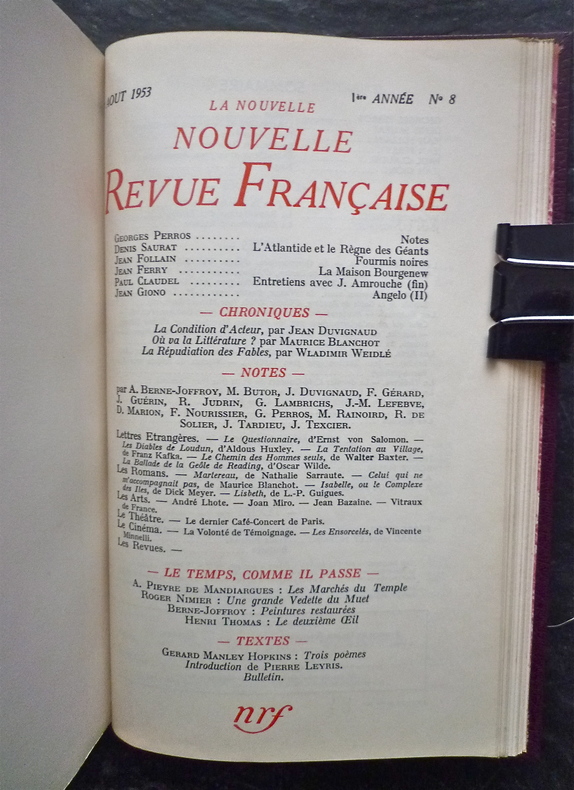 AOUT 1953 1ère ANNÉE No 8
LA NOUVELLE
NOUVELLE
REVUE FRANÇAISE
GEORGES PERROS ........ Notes
DENIS SAURAT ......... L'Atlantide et le Règne des Géants
JEAN FOLLAIN ......... Fourmis noires
JEAN FERRY .......... La Maison Bourgenew
PAUL CLAUDEL ........ Entretiens avec J. Amrouche (fin)
JEAN GIONO ........... Angelo (II)
— CHRONIQUES —
La Condition d'Acteur, par JEAN DUVIGNAUD
Où va la Littérature ? par MAURICE BLANCHOT
La Répudiation des Fables, par WLADIMIR WEIDLÉ
— NOTES —
par A. BERNE-JOFFROY, M. BUTOR, J. DUVIGNAUD, F. GÉRARD,
J. GUÉRIN, R. JUDRIN, G. LAMBRICHS, J.-M. LEFEBVE,
D. MARION, F. NOURISSIER, G. PERROS, M. RAINOIRD, R. DE
SOLIER, J. TARDIEU, J. TEXCIER.
Lettres Etrangères. — Le Questionnaire, d'Ernst von Salomon. —
Les Diables de Loudun, d'Aldous Huxley. — La Tentation au Village,
de Franz Kafka. — Le Chemin des Hommes seuls, de Walter Baxter. —
La Ballade de la Geôle de Reading, d'Oscar Wilde.
Les Romans. — Martereau, de Nathalie Sarraute. — Celui qui ne
m'accompagnait pas, de Maurice Blanchot. — Isabelle, ou le Complexe
des Iles, de Dick Meyer. — Lisbeth, de L.-P. Guigues.
Les Arts. — André Lhote. — Joan Miro. — Jean Bazaine. — Vitraux
de France.
Le Théâtre. — Le dernier Café-Concert de Paris.
Le Cinéma. — La Volonté de Témoignage. — Les Ensorcelés, de Vincente
Minnelli.
Les Revues. —
— LE TEMPS, COMME IL PASSE —
A. PIEYRE DE MANDIARGUES : Les Marchés du Temple
ROGER NIMIER : Une grande Vedette du Muet
BERNE-JOFFROY : Peintures restaurées
HENRI THOMAS : Le deuxième Œil
— TEXTES —
GERARD MANLEY HOPKINS : Trois poèmes
Introduction de PIERRE LEYRIS.
Bulletin.
nrf